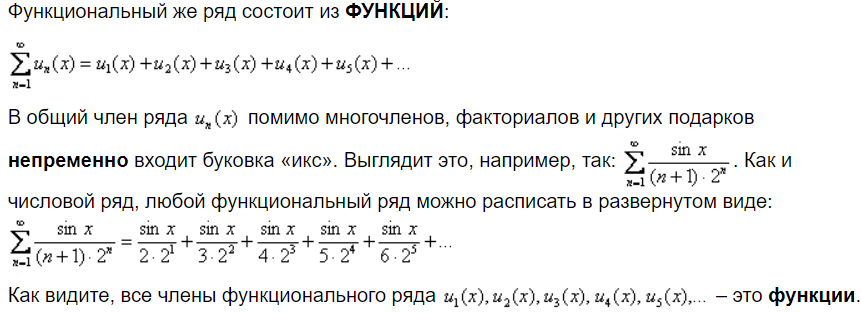 Функциональный же ряд состоит из ФУНКЦИЙ:
$\sum_{n=1}^{\infty} u_n(x) = u_1(x) + u_2(x) + u_3(x) + u_4(x) + u_5(x) + \ldots$
В общий член ряда $u_n(x)$ помимо многочленов, факториалов и других подарков
непременно входит буковка «икс». Выглядит это, например, так: $\sum_{n=1}^{\infty} \frac{\sin x}{(n+1) \cdot 2^n}$. Как и
числовой ряд, любой функциональный ряд можно расписать в развернутом виде:
$\sum_{n=1}^{\infty} \frac{\sin x}{(n+1) \cdot 2^n} = \frac{\sin x}{2 \cdot 2^1} + \frac{\sin x}{3 \cdot 2^2} + \frac{\sin x}{4 \cdot 2^3} + \frac{\sin x}{5 \cdot 2^4} + \frac{\sin x}{6 \cdot 2^5} + \ldots$
Как видите, все члены функционального ряда $u_1(x), u_2(x), u_3(x), u_4(x), u_5(x), \ldots$ – это функции.